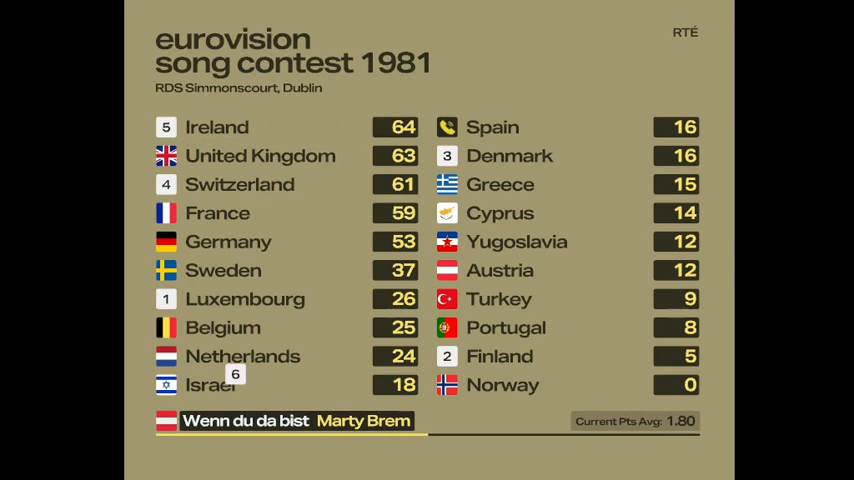 eurovision
song contest 1981
RDS Simmonscourt, Dublin
RTÉ
5 Ireland 64
United Kingdom 63
4 Switzerland 61
France 59
Germany 53
Sweden 37
1 Luxembourg 26
Belgium 25
Netherlands 24
6
Israel 18
Spain 16
3 Denmark 16
Greece 15
Cyprus 14
Yugoslavia 12
Austria 12
Turkey 9
Portugal 8
2 Finland 5
Norway 0
Wenn du da bist Marty Brem
Current Pts Avg: 1.80